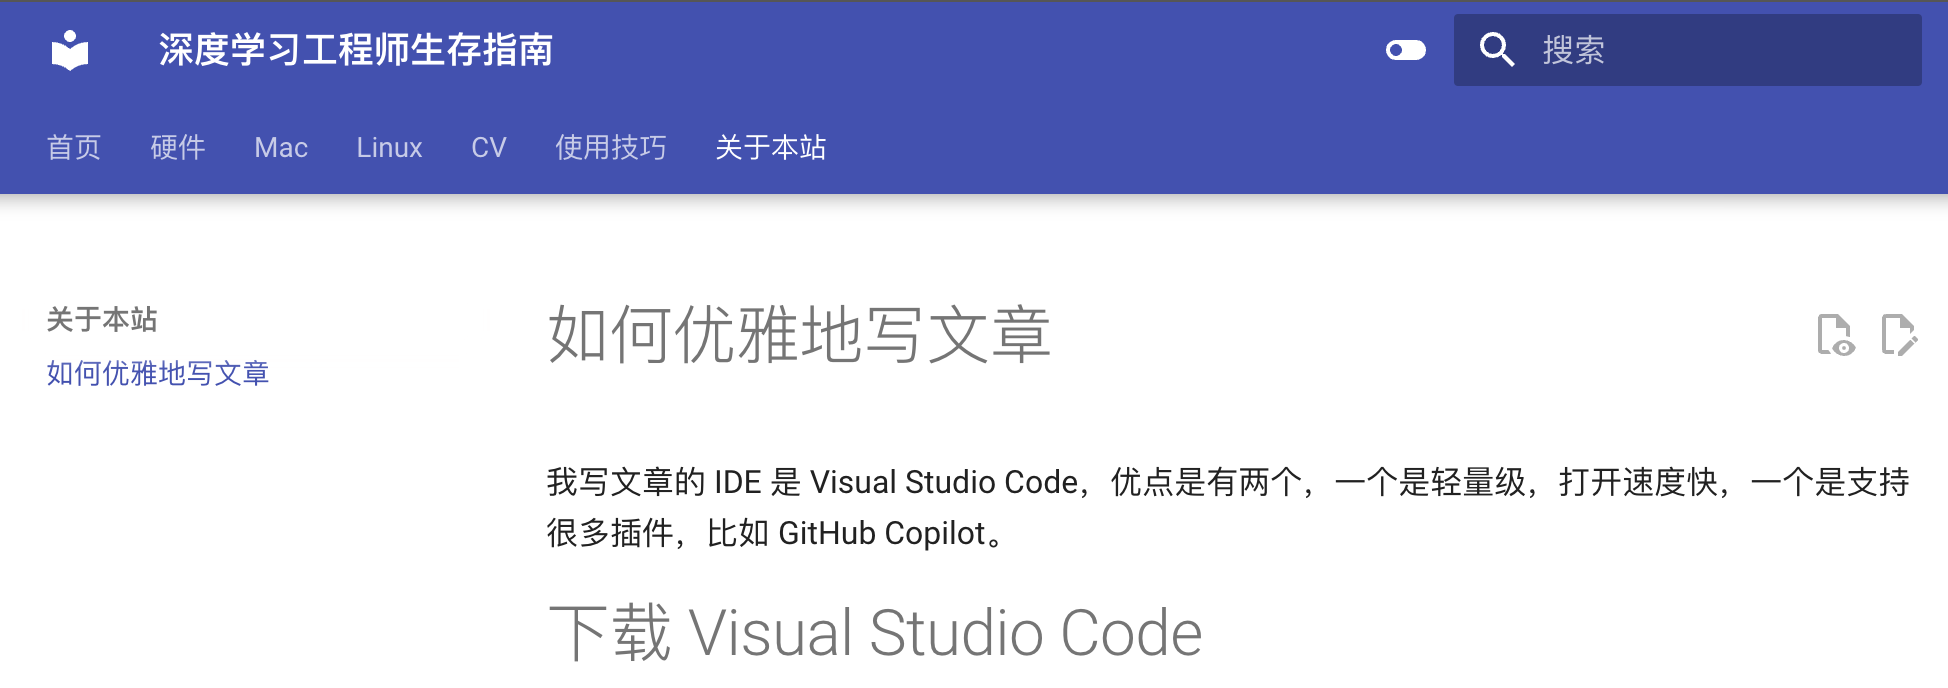 深度学习工程师生存指南
搜索
首页 硬件 Mac Linux CV 使用技巧 关于本站
关于本站
如何优雅地写文章
如何优雅地写文章
我写文章的 IDE 是 Visual Studio Code，优点是有两个，一个是轻量级，打开速度快，一个是支持
很多插件，比如 GitHub Copilot。
下载 Visual Studio Code